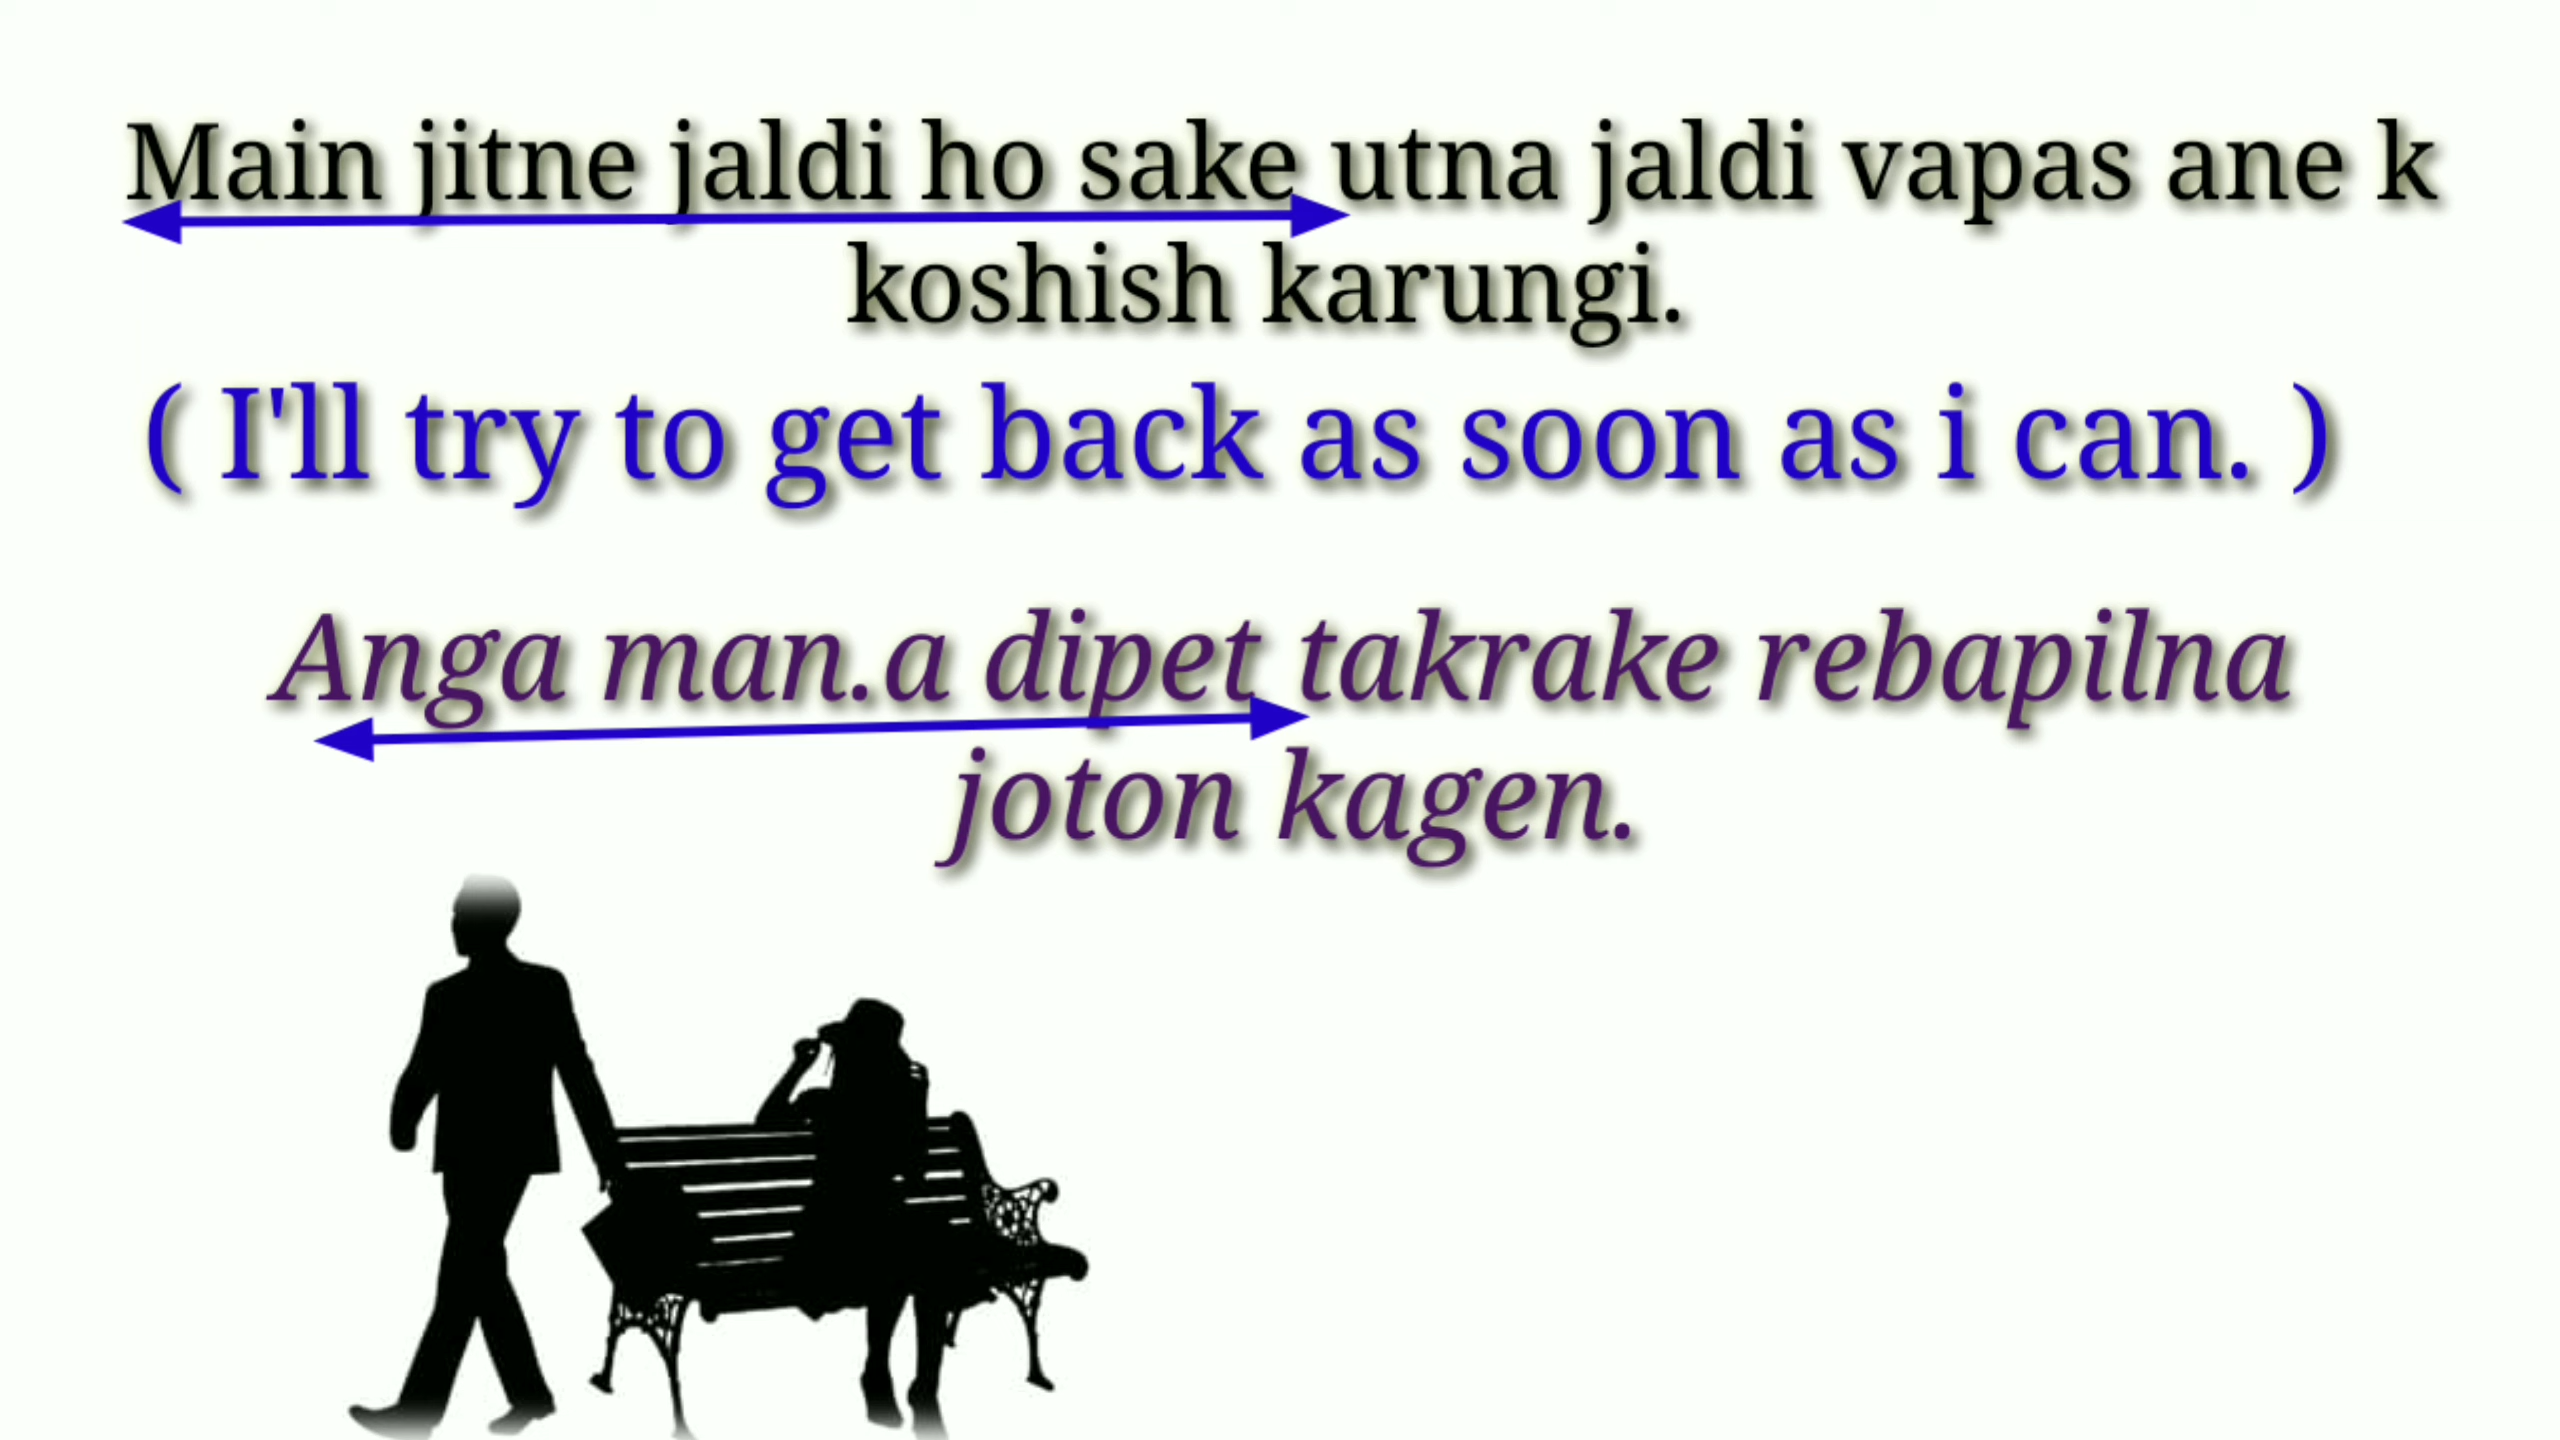 Main jitne jaldi ho sake utna jaldi vapas ane k
koshish karungi.
( I'll try to get back as soon as i can. )
Anga man.a dipet takrake rebapilna
joton kagen.